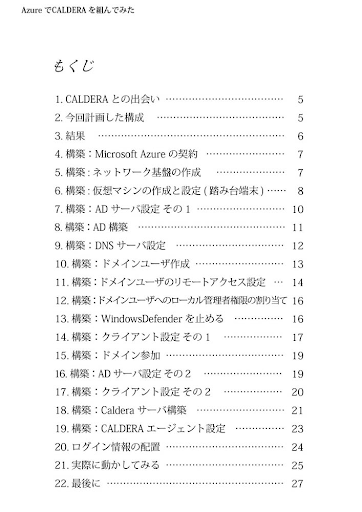 Azure でCALDERA を組んでみた
もくじ
1. CALDERA との出会い ………………………………… 5
2. 今回計画した構成 …………………………………… 5
3. 結果 ……………………………………………………… 6
4. 構築：Microsoft Azure の契約 ……………………… 7
5. 構築 : ネットワーク基盤の作成 …………………… 7
6. 構築 : 仮想マシンの作成と設定 ( 踏み台端末 ) …… 8
7. 構築：AD サーバ設定 その１ ………………………… 10
8. 構築：AD 構築 ………………………………………… 11
9. 構築：DNS サーバ設定 ……………………………… 12
10. 構築：ドメインユーザ作成 ………………………… 13
11. 構築：ドメインユーザのリモートアクセス設定 … 14
12. 構築：ドメインユーザへのローカル管理者権限の割り当て 16
13. 構築：WindowsDefender を止める ……………… 16
14. 構築：クライアント設定 その１ ………………… 17
15. 構築：ドメイン参加 ………………………………… 19
16. 構築：AD サーバ設定 その２ ……………………… 19
17. 構築：クライアント設定 その２ ………………… 20
18. 構築：Caldera サーバ構築 ………………………… 21
19. 構築：CALDERA エージェント設定 ……………… 23
20. ログイン情報の配置 ………………………………… 24
21. 実際に動かしてみる ………………………………… 25
22. 最後に ………………………………………………… 27